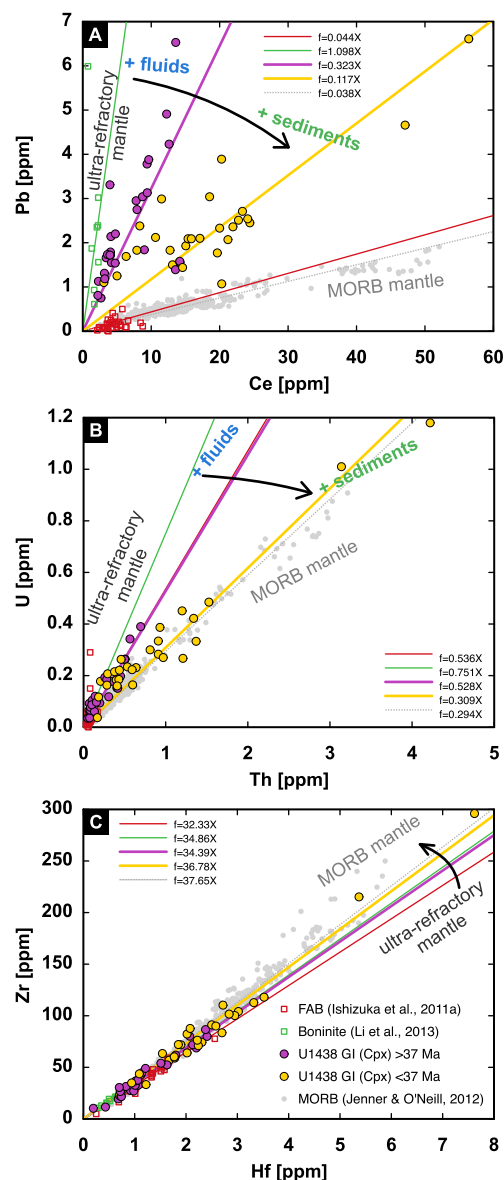 A
7
6
5
4
3
2
1
0
Pb [ppm]
0 10 20 30 40 50 60
Ce [ppm]
f=0.044X
f=1.098X
f=0.323X
f=0.117X
f=0.038X
+ fluids
+ sediments
ultra-refractory
mantle
MORB mantle
B
1.2
1.0
0.8
0.6
0.4
0.2
0.0
U [ppm]
0 1 2 3 4 5
Th [ppm]
+ fluids
+ sediments
ultra-refractory
mantle
MORB mantle
f=0.536X
f=0.751X
f=0.528X
f=0.309X
f=0.294X
C
300
250
200
150
100
50
0
Zr [ppm]
0 1 2 3 4 5 6 7 8
Hf [ppm]
f=32.33X
f=34.86X
f=34.39X
f=36.78X
f=37.65X
MORB mantle
ultra-refractory
mantle
FAB (Ishizuka et al., 2011a)
Boninite (Li et al., 2013)
U1438 GI (Cpx) >37 Ma
U1438 GI (Cpx) <37 Ma
MORB (Jenner & O'Neill, 2012)